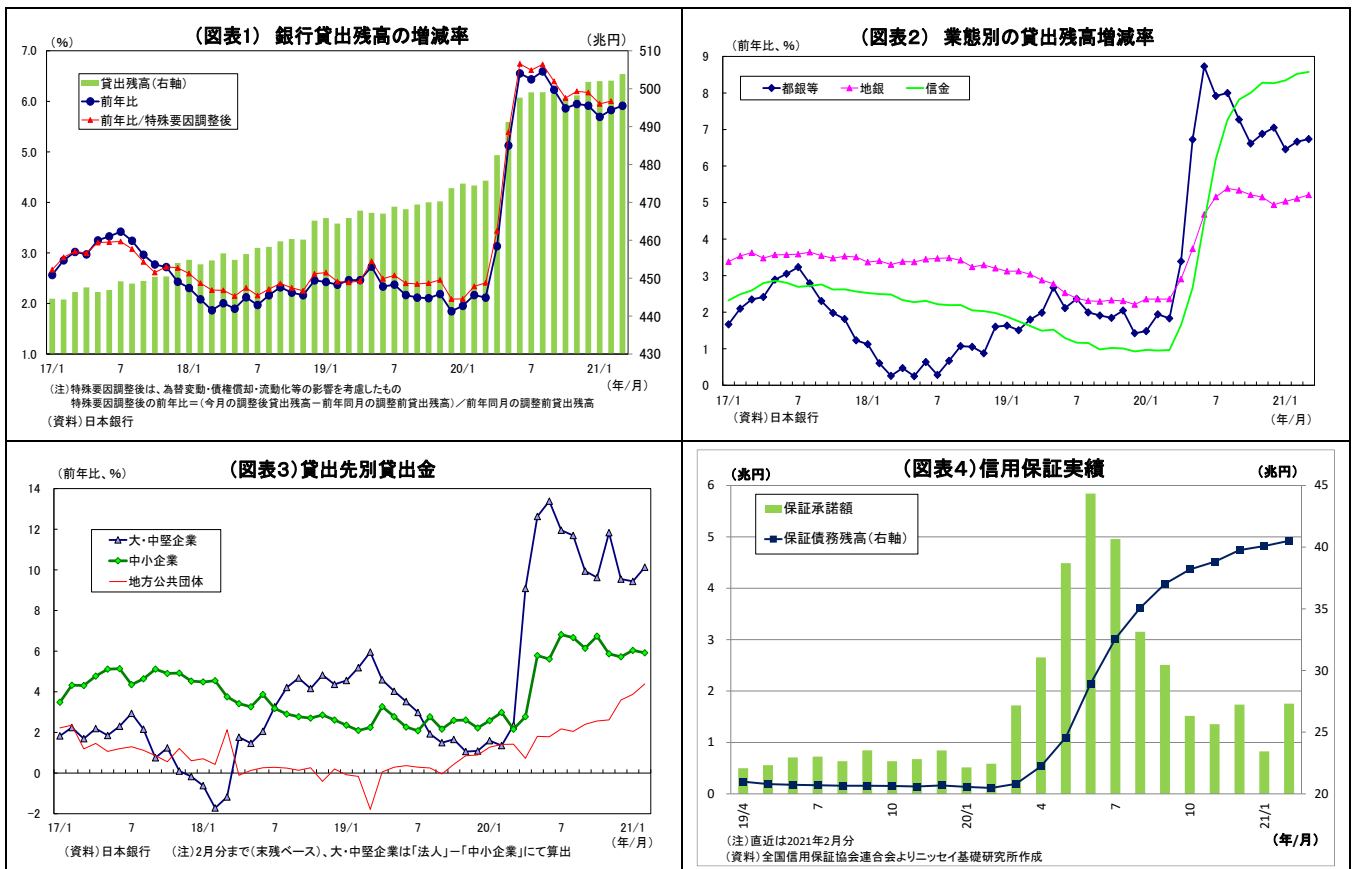 (図表1) 銀行貸出残高の増減率
(%)
(兆円)
貸出残高(右軸)
前年比
前年比/特殊要因調整後
7.0
6.0
5.0
4.0
3.0
2.0
1.0
510
500
490
480
470
460
450
440
430
17/1 7 18/1 7 19/1 7 20/1 7 21/1
(年/月)
(注)特殊要因調整後は、為替変動・債権償却・流動化等の影響を考慮したもの
特殊要因調整後の前年比=(今月の調整後貸出残高-前年同月の調整前貸出残高)/前年同月の調整前貸出残高
(資料)日本銀行
(図表2) 業態別の貸出残高増減率
(前年比、%)
都銀等 地銀 信金
9
8
7
6
5
4
3
2
1
0
17/1 7 18/1 7 19/1 7 20/1 7 21/1
(資料)日本銀行
(年/月)
(図表3)貸出先別貸出金
(前年比、%)
大・中堅企業
中小企業
地方公共団体
14
12
10
8
6
4
2
0
-2
17/1 7 18/1 7 19/1 7 20/1 7 21/1
(年/月)
(資料)日本銀行 (注)2月分まで(末残ベース)、大・中堅企業は「法人」-「中小企業」にて算出
(図表4)信用保証実績
(兆円)
(兆円)
保証承諾額
保証債務残高(右軸)
6
5
4
3
2
1
0
45
40
35
30
25
20
19/4 7 10 20/1 4 7 10 21/1
(年/月)
(注)直近は2021年2月分
(資料)全国信用保証協会連合会よりニッセイ基礎研究所作成